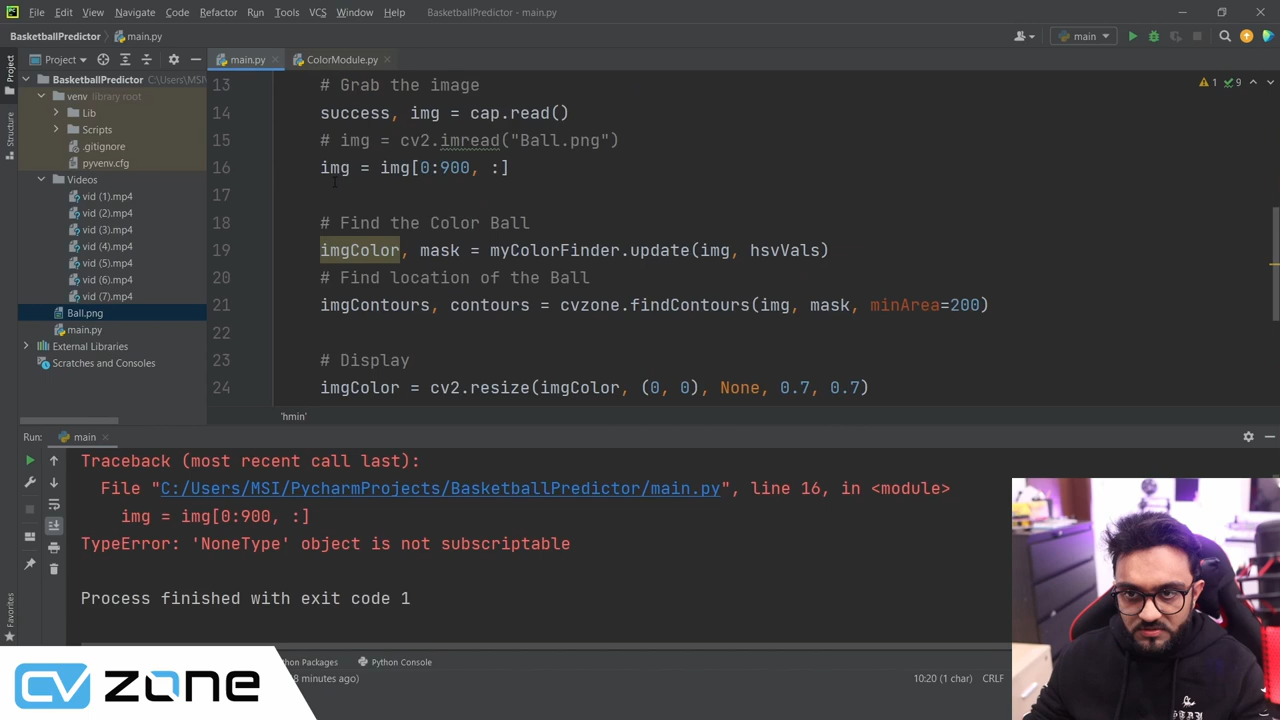 File Edit View Navigate Code Refactor Run Tools VCS Window Help BasketballPredictor - main.py
BasketballPredictor main.py main
Project main.py ColorModule.py
Project
Structure
Favorites
BasketballPredictor C:\Users\MSI
venv library root
Lib
Scripts
.gitignore
pyvenv.cfg
Videos
vid (1).mp4
vid (2).mp4
vid (3).mp4
vid (4).mp4
vid (5).mp4
vid (6).mp4
vid (7).mp4
Ball.png
main.py
External Libraries
Scratches and Consoles
1 9
13 # Grab the image
14 success, img = cap.read()
15 # img = cv2.imread("Ball.png")
16 img = img[0:900, :]
17
18 # Find the Color Ball
19 imgColor, mask = myColorFinder.update(img, hsvVals)
20 # Find location of the Ball
21 imgContours, contours = cvzone.findContours(img, mask, minArea=200)
22
23 # Display
24 imgColor = cv2.resize(imgColor, (0, 0), None, 0.7, 0.7)
'hmin'
Run: main
Traceback (most recent call last):
File "C:/Users/MSI/PycharmProjects/BasketballPredictor/main.py", line 16, in <module>
img = img[0:900, :]
TypeError: 'NoneType' object is not subscriptable
Process finished with exit code 1
Packages Python Console
8 minutes ago) 10:20 (1 char) CRLF
CV ZONE